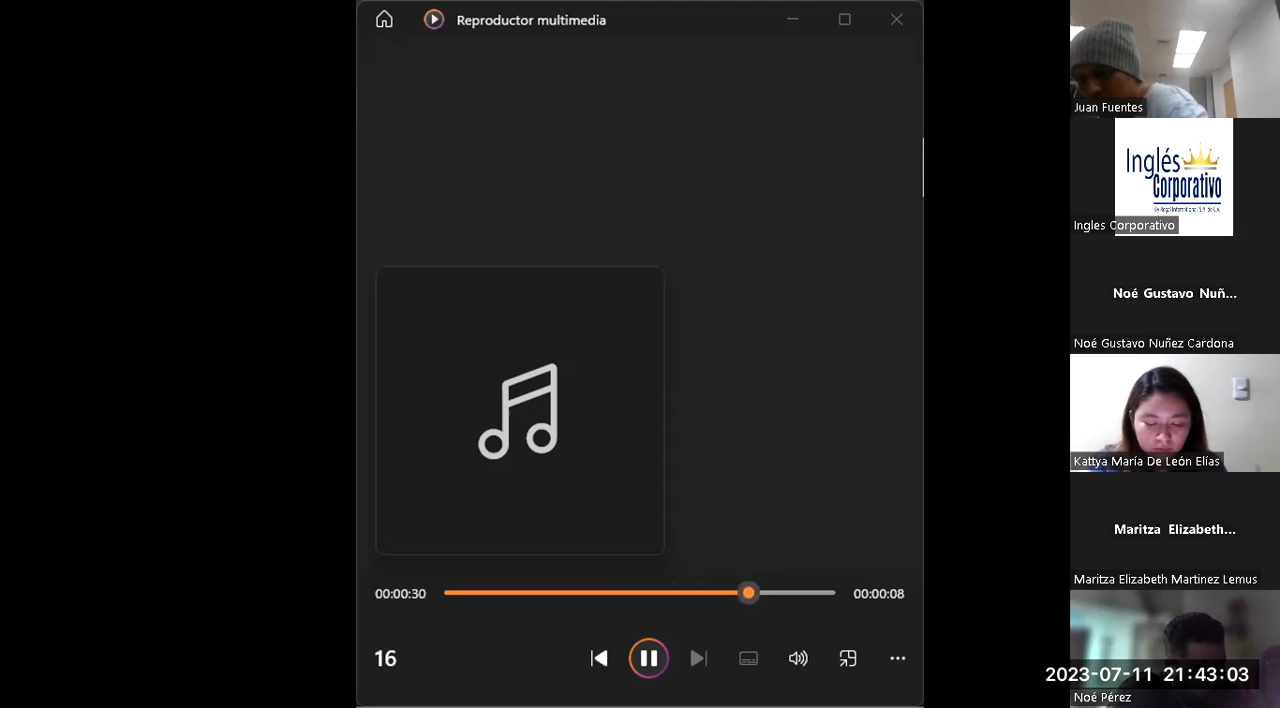 Reproductor multimedia
00:00:30
00:00:08
16
Juan Fuentes
Inglés
Corporativo
Ingles Corporativo
Noé Gustavo Nuñ...
Noé Gustavo Nuñez Cardona
Kattya María De León Elías
Maritza Elizabeth...
Maritza Elizabeth Martinez Lemus
2023-07-11 21:43:03
Noé Pérez